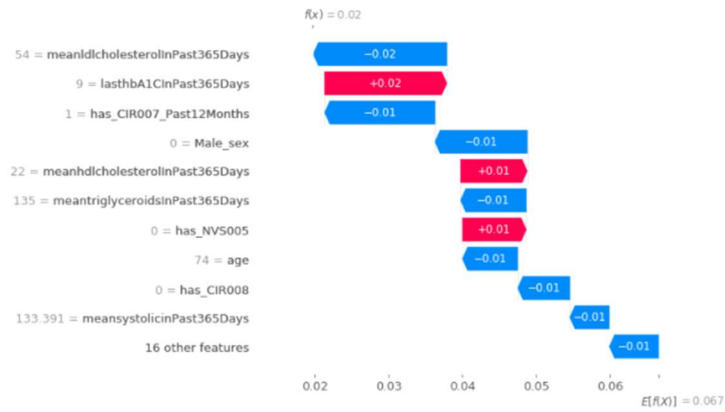 f(x) = 0.02
54 = meanldlcholesterolInPast365Days
−0.02
9 = lasthbA1CInPast365Days
+0.02
1 = has_CIR007_Past12Months
−0.01
0 = Male_sex
−0.01
22 = meanhdlcholesterolInPast365Days
+0.01
135 = meantriglyceroidsInPast365Days
−0.01
0 = has_NVS005
+0.01
74 = age
−0.01
0 = has_CIR008
−0.01
133.391 = meansystolicinPast365Days
−0.01
16 other features
−0.01
0.02 0.03 0.04 0.05 0.06
E[f(X)] = 0.067